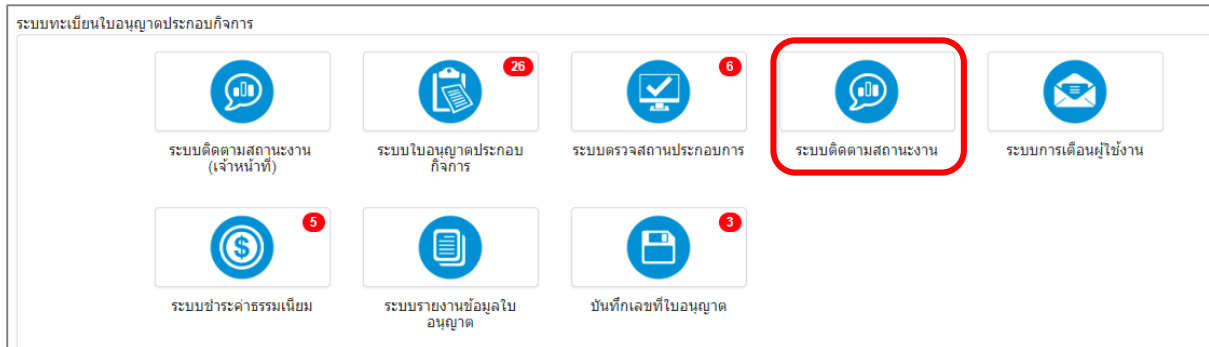 ระบบทะเบียนใบอนุญาตประกอบกิจการ
26
6
ระบบติดตามสถานะงาน
(เจ้าหน้าที่)
ระบบใบอนุญาตประกอบ
กิจการ
ระบบตรวจสถานประกอบการ
ระบบติดตามสถานะงาน
ระบบการเตือนผู้ใช้งาน
5
3
$
ระบบชำระค่าธรรมเนียม
ระบบรายงานข้อมูลใบ
อนุญาต
บันทึกเลขที่ใบอนุญาต